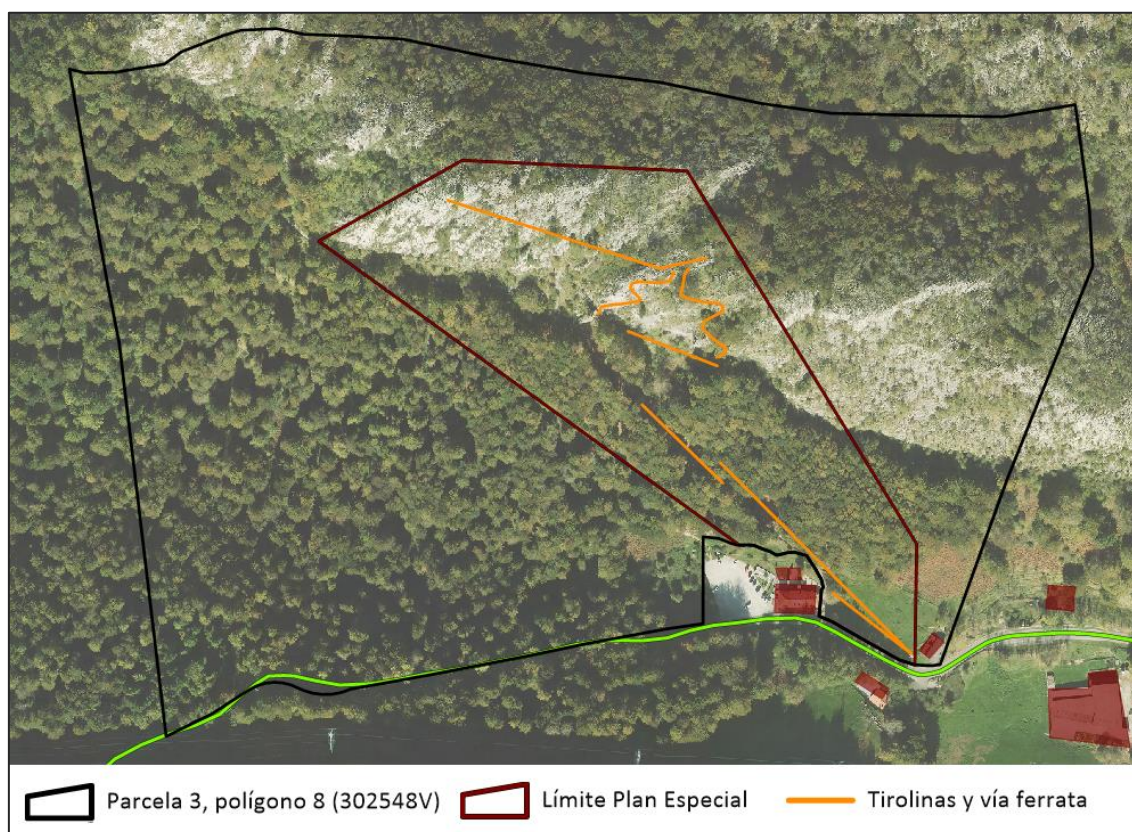 Parcela 3, polígono 8 (302548V) Límite Plan Especial Tirolinas y vía ferrata